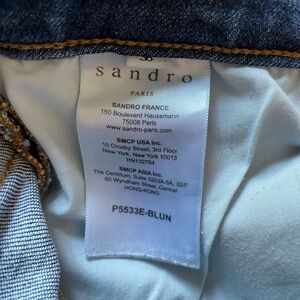 sandro
PARIS
SANDRO FRANCE
150 Boulevard Haussmann
75008 Paris
www.sandro-paris.com
SMCP USA Inc.
10 Crosby Street, 3rd Floor
New York, New York 10013
RN132784
SMCP ASIA Inc.
The Centrium, Suite 3203A-5A, 32/F
60 Wyndham Street, Central
HONG-KONG
P5533E-BLUN